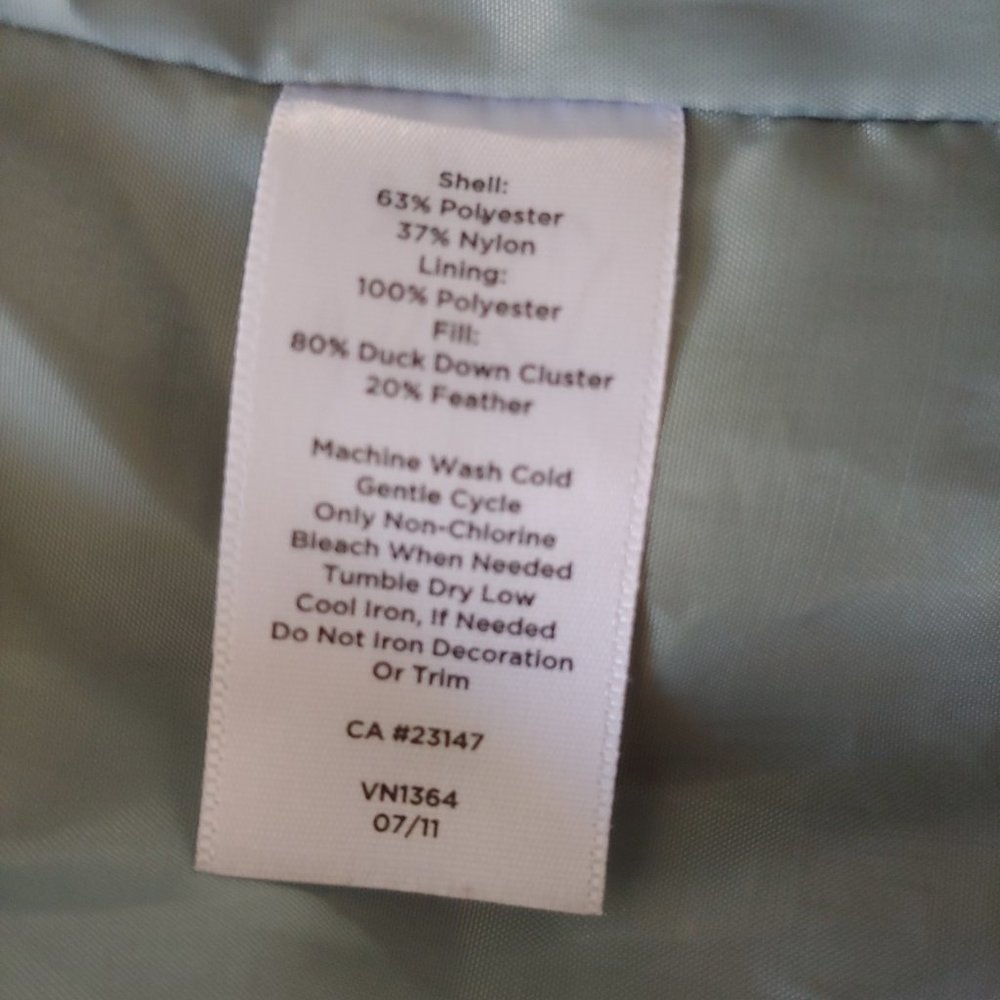 Shell:
63% Polyester
37% Nylon
Lining:
100% Polyester
Fill:
80% Duck Down Cluster
20% Feather
Machine Wash Cold
Gentle Cycle
Only Non-Chlorine
Bleach When Needed
Tumble Dry Low
Cool Iron, If Needed
Do Not Iron Decoration
Or Trim
CA #23147
VN1364
07/11